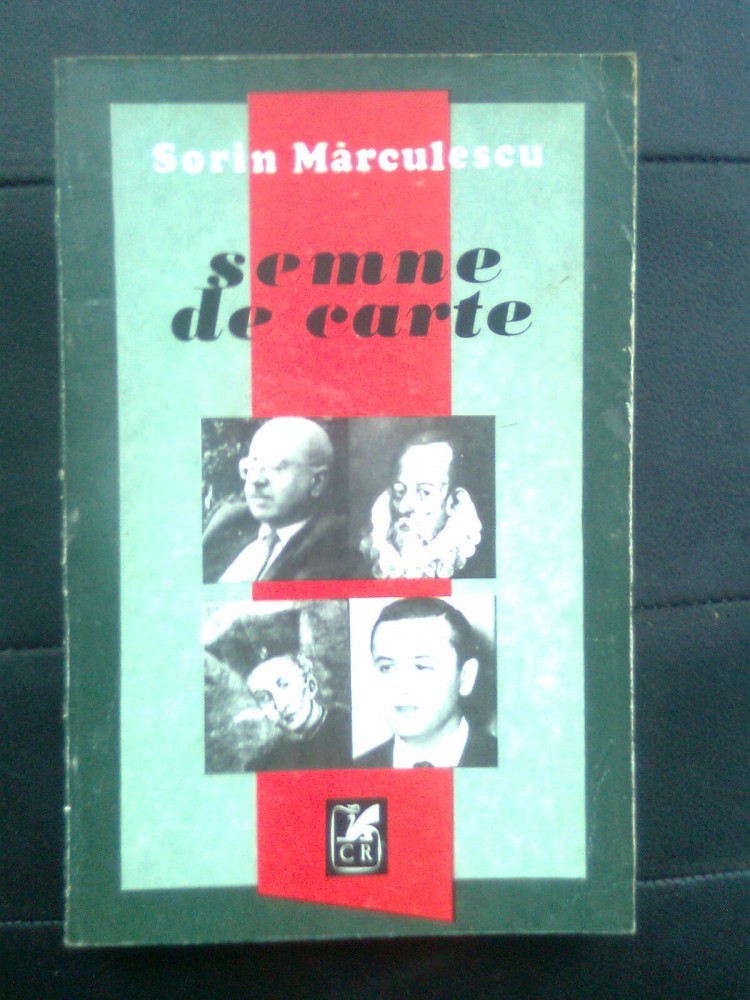 Sorin Mărculescu
semne
de carte
CR